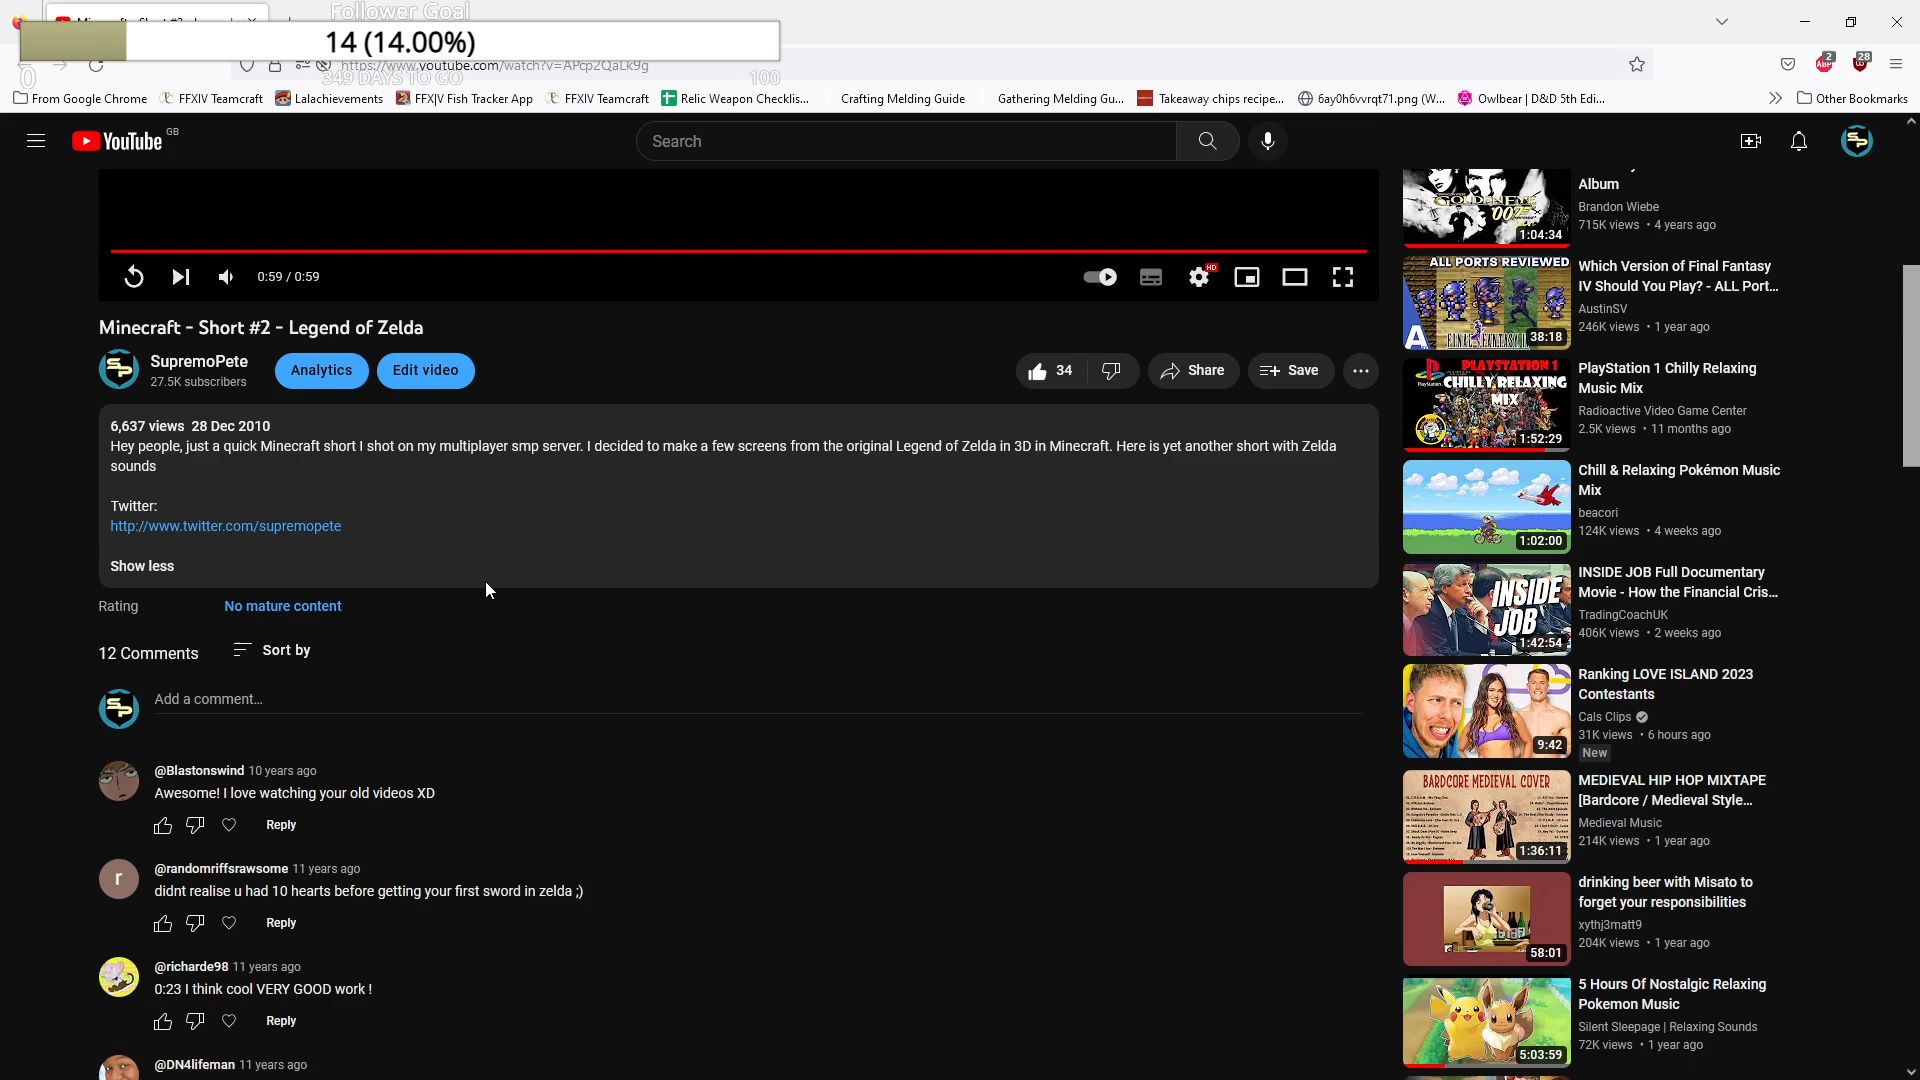 Follower Goal
14 (14.00%)
0
349 DAYS TO GO
100
https://www.youtube.com/watch?v=APcp2QaLk9g
2
28
From Google Chrome
FFXIV Teamcraft
Lalachievements
FFX|V Fish Tracker App
FFXIV Teamcraft
Relic Weapon Checklis...
Crafting Melding Guide
Gathering Melding Gu...
Takeaway chips recipe...
6ay0h6vvrqt71.png (W...
Owlbear | D&D 5th Edi...
Other Bookmarks
YouTube GB
Search
0:59 / 0:59
HD
Minecraft - Short #2 - Legend of Zelda
SupremoPete
27.5K subscribers
Analytics
Edit video
34
Share
Save
6,637 views 28 Dec 2010
Hey people, just a quick Minecraft short I shot on my multiplayer smp server. I decided to make a few screens from the original Legend of Zelda in 3D in Minecraft. Here is yet another short with Zelda
sounds
Twitter:
http://www.twitter.com/supremopete
Show less
Rating
No mature content
12 Comments
Sort by
Add a comment...
@Blastonswind 10 years ago
Awesome! I love watching your old videos XD
Reply
@randomriffsrawsome 11 years ago
didnt realise u had 10 hearts before getting your first sword in zelda ;)
Reply
@richarde98 11 years ago
0:23 I think cool VERY GOOD work !
Reply
@DN4lifeman 11 years ago
GOLDENEYE
007
1:04:34
Album
Brandon Wiebe
715K views • 4 years ago
ALL PORTS REVIEWED
38:18
Which Version of Final Fantasy
IV Should You Play? - ALL Port...
AustinSV
246K views • 1 year ago
PLAYSTATION 1
CHILLY RELAXING
MIX
1:52:29
PlayStation 1 Chilly Relaxing
Music Mix
Radioactive Video Game Center
2.5K views • 11 months ago
1:02:00
Chill & Relaxing Pokémon Music
Mix
beacori
124K views • 4 weeks ago
INSIDE
JOB
1:42:54
INSIDE JOB Full Documentary
Movie - How the Financial Cris...
TradingCoachUK
406K views • 2 weeks ago
9:42
Ranking LOVE ISLAND 2023
Contestants
Cals Clips
31K views • 6 hours ago
New
BARDCORE MEDIEVAL COVER
1:36:11
MEDIEVAL HIP HOP MIXTAPE
[Bardcore / Medieval Style...
Medieval Music
214K views • 1 year ago
58:01
drinking beer with Misato to
forget your responsibilities
xythj3matt9
204K views • 1 year ago
5:03:59
5 Hours Of Nostalgic Relaxing
Pokemon Music
Silent Sleepage | Relaxing Sounds
72K views • 1 year ago